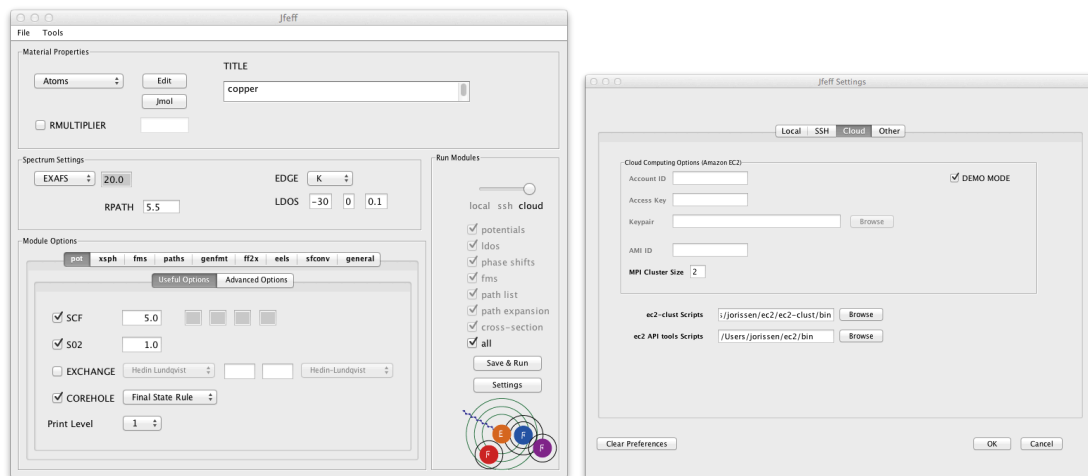 Jfeff
File Tools
Material Properties
TITLE
Atoms Edit
copper
Jmol
RMULTIPLIER
Spectrum Settings
EXAFS 20.0 EDGE K
RPATH 5.5 LDOS -30 0 0.1
Run Modules
local ssh cloud
potentials
ldos
phase shifts
fms
path list
path expansion
cross-section
all
Save & Run
Settings
E F F F
Module Options
pot xsph fms paths genfmt ff2x eels sfconv general
Useful Options Advanced Options
SCF 5.0
S02 1.0
EXCHANGE Hedin Lundqvist Hedin-Lundqvist
COREHOLE Final State Rule
Print Level 1
Jfeff Settings
Local SSH Cloud Other
Cloud Computing Options (Amazon EC2)
Account ID DEMO MODE
Access Key
Keypair Browse
AMI ID
MPI Cluster Size 2
ec2-clust Scripts s/jorissen/ec2/ec2-clust/bin Browse
ec2 API tools Scripts /Users/jorissen/ec2/bin Browse
Clear Preferences OK Cancel